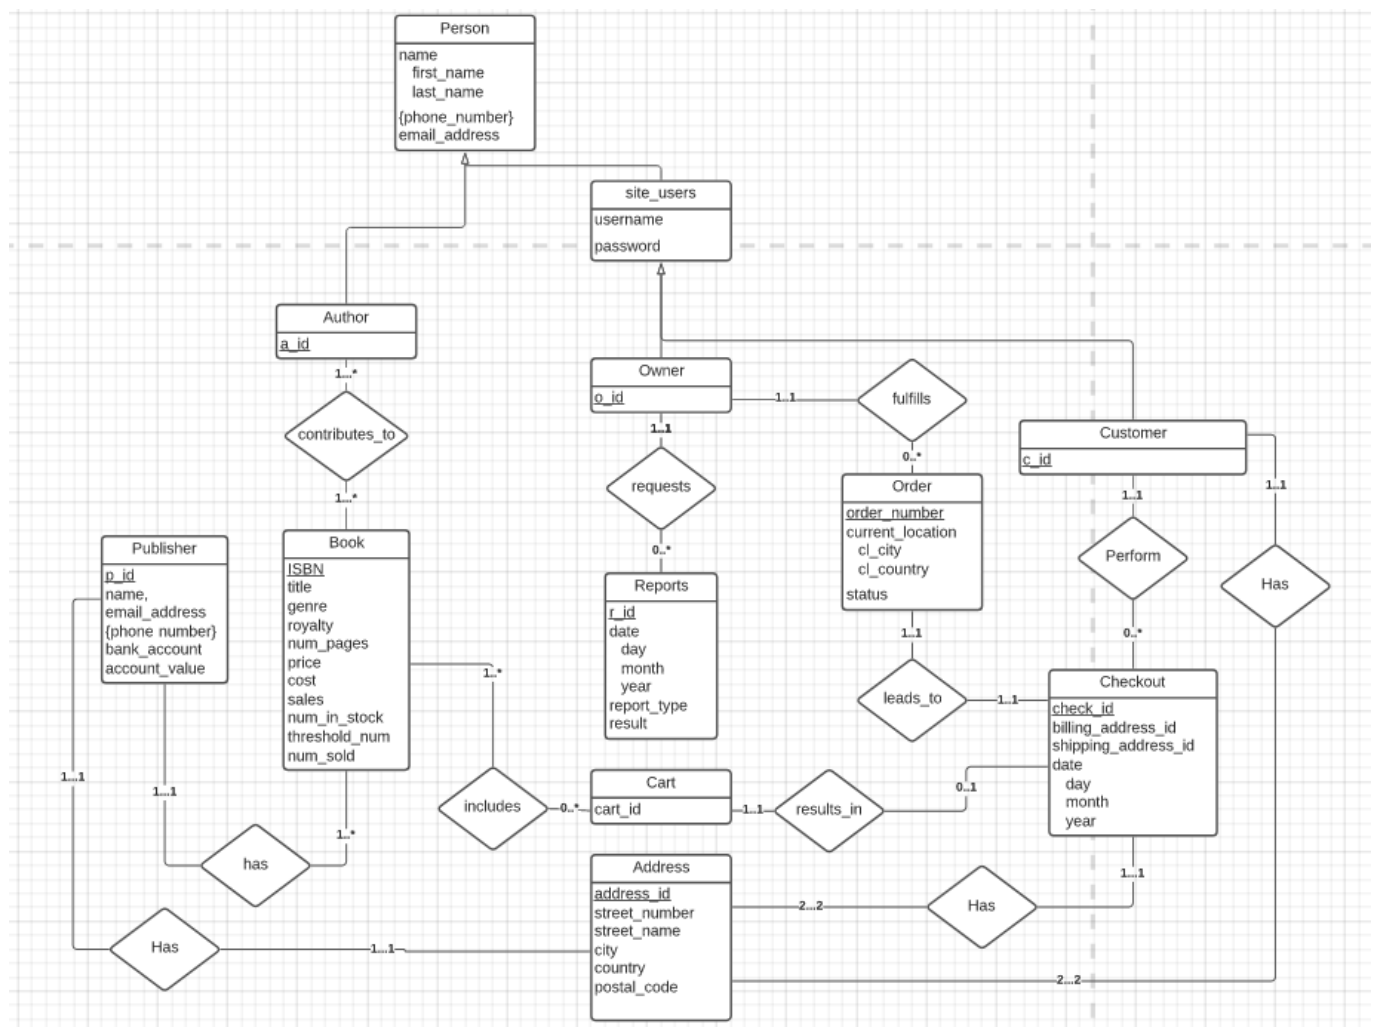 Person
name
first_name
last_name
{phone_number}
email_address
site_users
username
password
Author
a_id
1...*
contributes_to
1...*
Owner
o_id
1..1
fulfills
0..*
1..1
requests
0..*
Customer
c_id
1..1
1...1
Perform
Has
0..*
Order
order_number
current_location
cl_city
cl_country
status
1...1
leads_to
1...1
Publisher
p_id
name,
email_address
{phone number}
bank_account
account_value
Book
ISBN
title
genre
royalty
num_pages
price
cost
sales
num_in_stock
threshold_num
num_sold
1..*
Reports
r_id
date
day
month
year
report_type
result
Checkout
check_id
billing_address_id
shipping_address_id
date
day
month
year
1...1
1...1
1..*
has
includes
0..*
Cart
cart_id
1...1
results_in
0..1
Address
address_id
street_number
street_name
city
country
postal_code
2...2
Has
1...1
Has
1...1
2...2